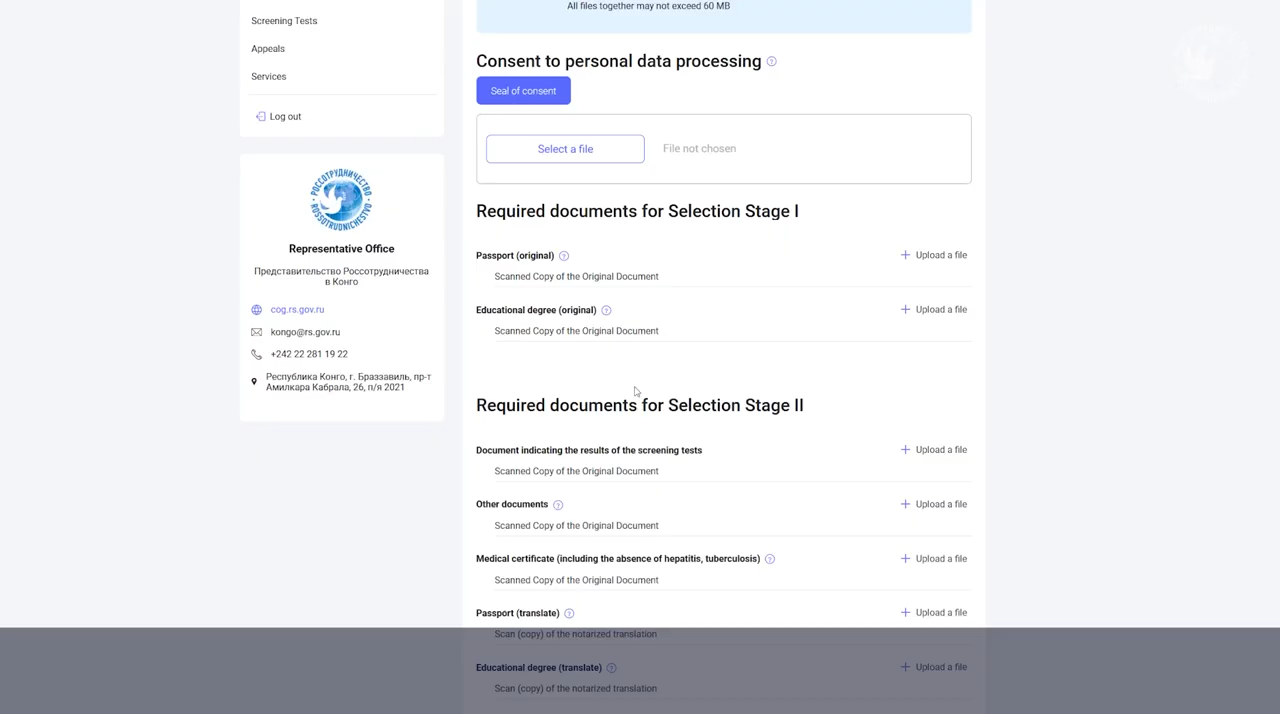 Screening Tests
Appeals
Services
Log out
РОССОТРУДНИЧЕСТВО
ROSSOTRUDNICHESTVO
Representative Office
Представительство Россотрудничества
в Конго
cog.rs.gov.ru
kongo@rs.gov.ru
+242 22 281 19 22
Республика Конго, г. Браззавиль, пр-т
Амилкара Кабрала, 26, п/я 2021
All files together may not exceed 60 MB
Consent to personal data processing ?
Seal of consent
Select a file File not chosen
Required documents for Selection Stage I
Passport (original) ? + Upload a file
Scanned Copy of the Original Document
Educational degree (original) ? + Upload a file
Scanned Copy of the Original Document
Required documents for Selection Stage II
Document indicating the results of the screening tests + Upload a file
Scanned Copy of the Original Document
Other documents ? + Upload a file
Scanned Copy of the Original Document
Medical certificate (including the absence of hepatitis, tuberculosis) ? + Upload a file
Scanned Copy of the Original Document
Passport (translate) ? + Upload a file
Scan (copy) of the notarized translation
Educational degree (translate) ? + Upload a file
Scan (copy) of the notarized translation